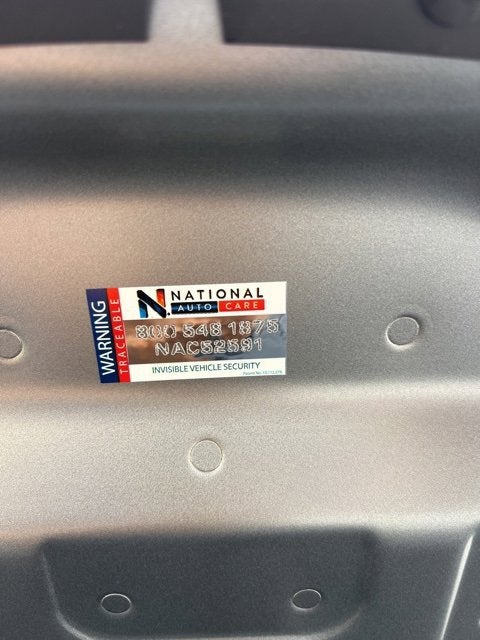 WARNING
TRACEABLE
N. NATIONAL
AUTO CARE
800 548 1875
NAC52591
INVISIBLE VEHICLE SECURITY